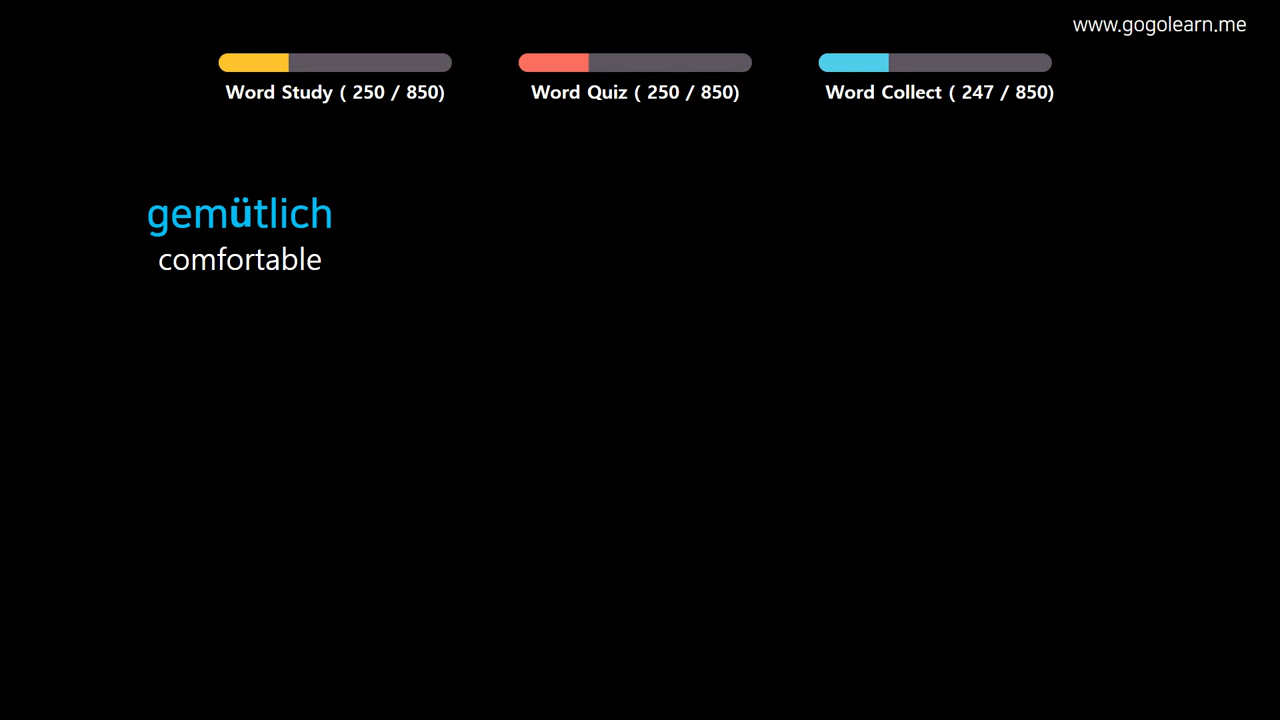 www.gogolearn.me
Word Study ( 250 / 850)
Word Quiz ( 250 / 850)
Word Collect ( 247 / 850)
gemütlich
comfortable